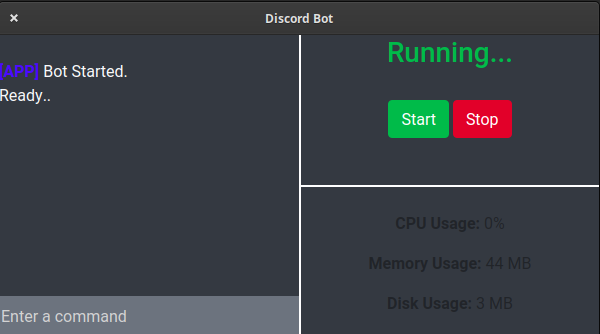 Discord Bot
[APP] Bot Started.
Ready..
Enter a command
Running...
Start
Stop
CPU Usage: 0%
Memory Usage: 44 MB
Disk Usage: 3 MB